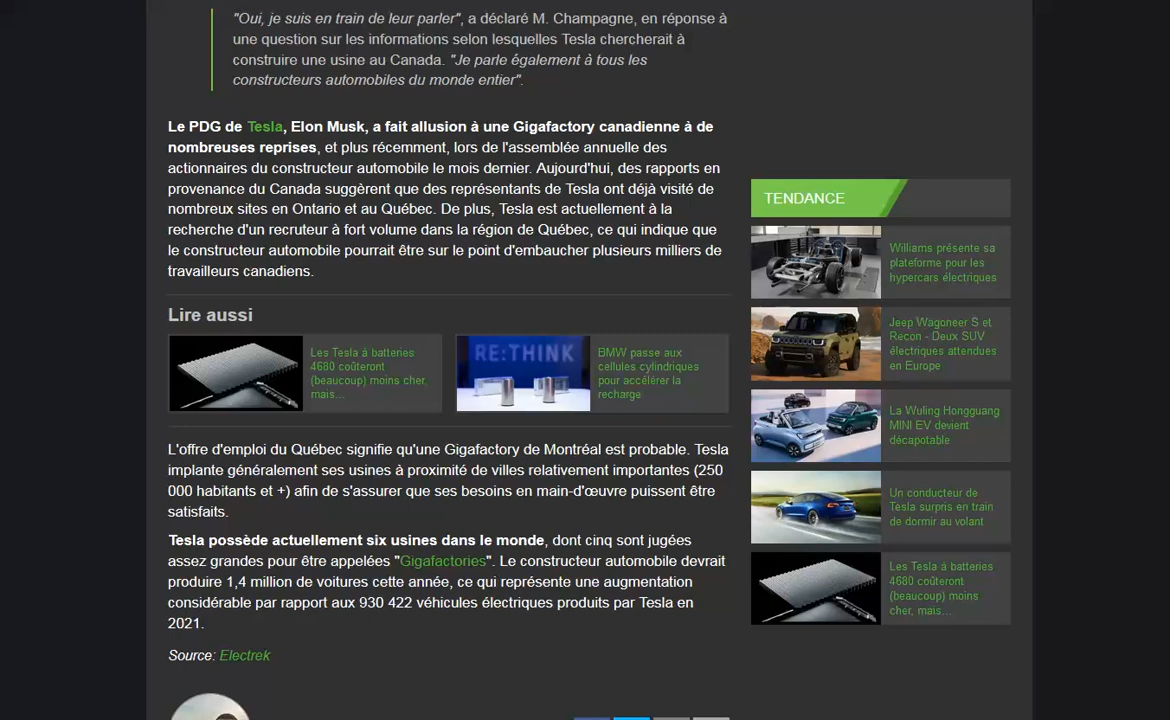 "Oui, je suis en train de leur parler", a déclaré M. Champagne, en réponse à
une question sur les informations selon lesquelles Tesla chercherait à
construire une usine au Canada. "Je parle également à tous les
constructeurs automobiles du monde entier".
Le PDG de Tesla, Elon Musk, a fait allusion à une Gigafactory canadienne à de
nombreuses reprises, et plus récemment, lors de l'assemblée annuelle des
actionnaires du constructeur automobile le mois dernier. Aujourd'hui, des rapports en
provenance du Canada suggèrent que des représentants de Tesla ont déjà visité de
nombreux sites en Ontario et au Québec. De plus, Tesla est actuellement à la
recherche d'un recruteur à fort volume dans la région de Québec, ce qui indique que
le constructeur automobile pourrait être sur le point d'embaucher plusieurs milliers de
travailleurs canadiens.
Lire aussi
Les Tesla à batteries
4680 coûteront
(beaucoup) moins cher,
mais...
RE:THINK
BMW passe aux
cellules cylindriques
pour accélérer la
recharge
L'offre d'emploi du Québec signifie qu'une Gigafactory de Montréal est probable. Tesla
implante généralement ses usines à proximité de villes relativement importantes (250
000 habitants et +) afin de s'assurer que ses besoins en main-d'œuvre puissent être
satisfaits.
Tesla possède actuellement six usines dans le monde, dont cinq sont jugées
assez grandes pour être appelées "Gigafactories". Le constructeur automobile devrait
produire 1,4 million de voitures cette année, ce qui représente une augmentation
considérable par rapport aux 930 422 véhicules électriques produits par Tesla en
2021.
Source: Electrek
TENDANCE
Williams présente sa
plateforme pour les
hypercars électriques
Jeep Wagoneer S et
Recon - Deux SUV
électriques attendues
en Europe
La Wuling Hongguang
MINI EV devient
décapotable
Un conducteur de
Tesla surpris en train
de dormir au volant
Les Tesla à batteries
4680 coûteront
(beaucoup) moins
cher, mais...